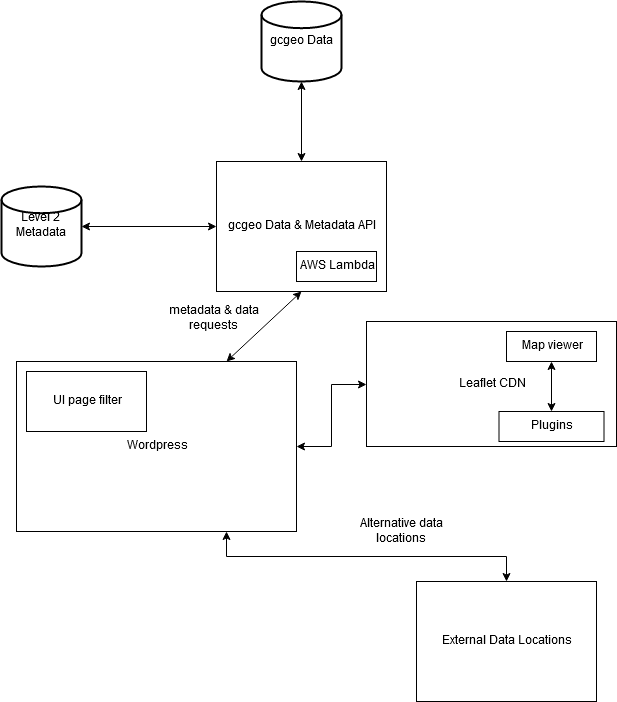 gcgeo Data
Level 2
Metadata
gcgeo Data & Metadata API
AWS Lambda
metadata & data
requests
Map viewer
Leaflet CDN
Plugins
UI page filter
Wordpress
Alternative data
locations
External Data Locations